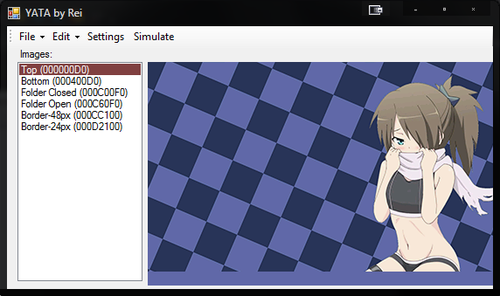 YATA by Rei
File Edit Settings Simulate
Images:
Top (000000D0)
Bottom (000400D0)
Folder Closed (000C00F0)
Folder Open (000C60F0)
Border-48px (000CC100)
Border-24px (000D2100)